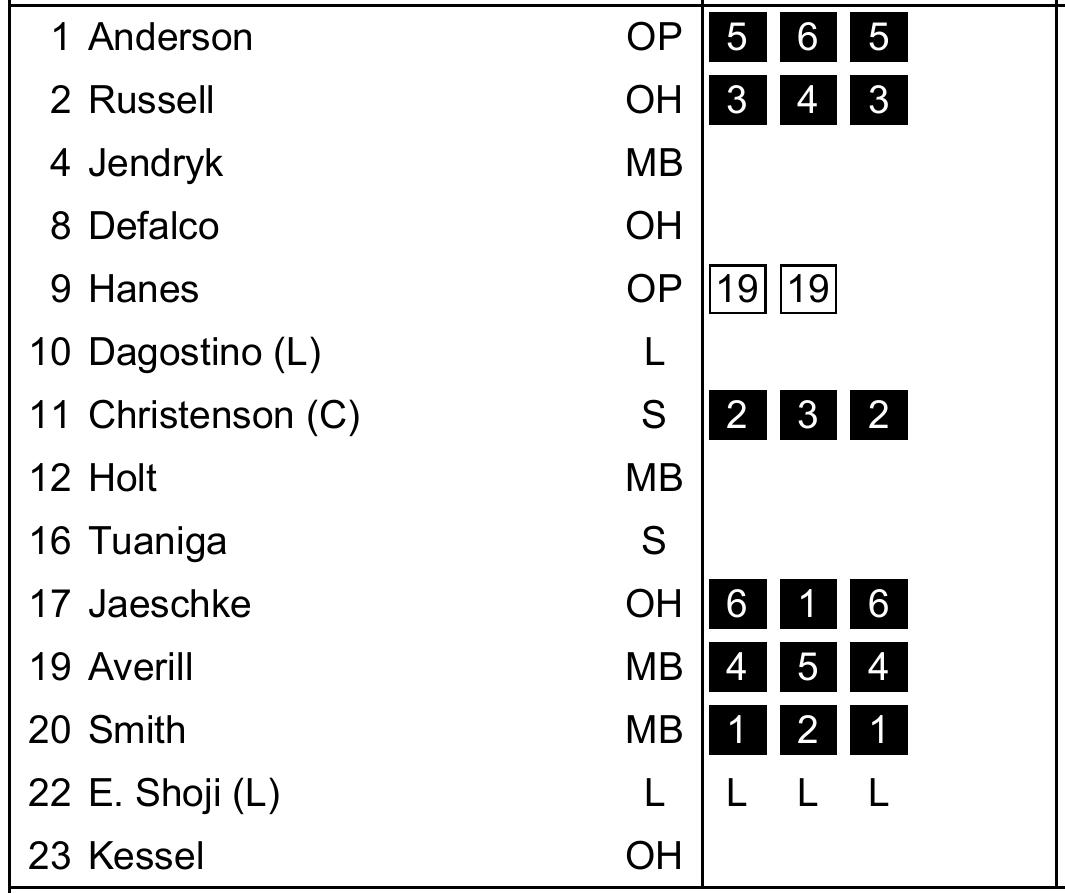 1 Anderson OP 5 6 5
2 Russell OH 3 4 3
4 Jendryk MB
8 Defalco OH
9 Hanes OP 19 19
10 Dagostino (L) L
11 Christenson (C) S 2 3 2
12 Holt MB
16 Tuaniga S
17 Jaeschke OH 6 1 6
19 Averill MB 4 5 4
20 Smith MB 1 2 1
22 E. Shoji (L) L L L L
23 Kessel OH